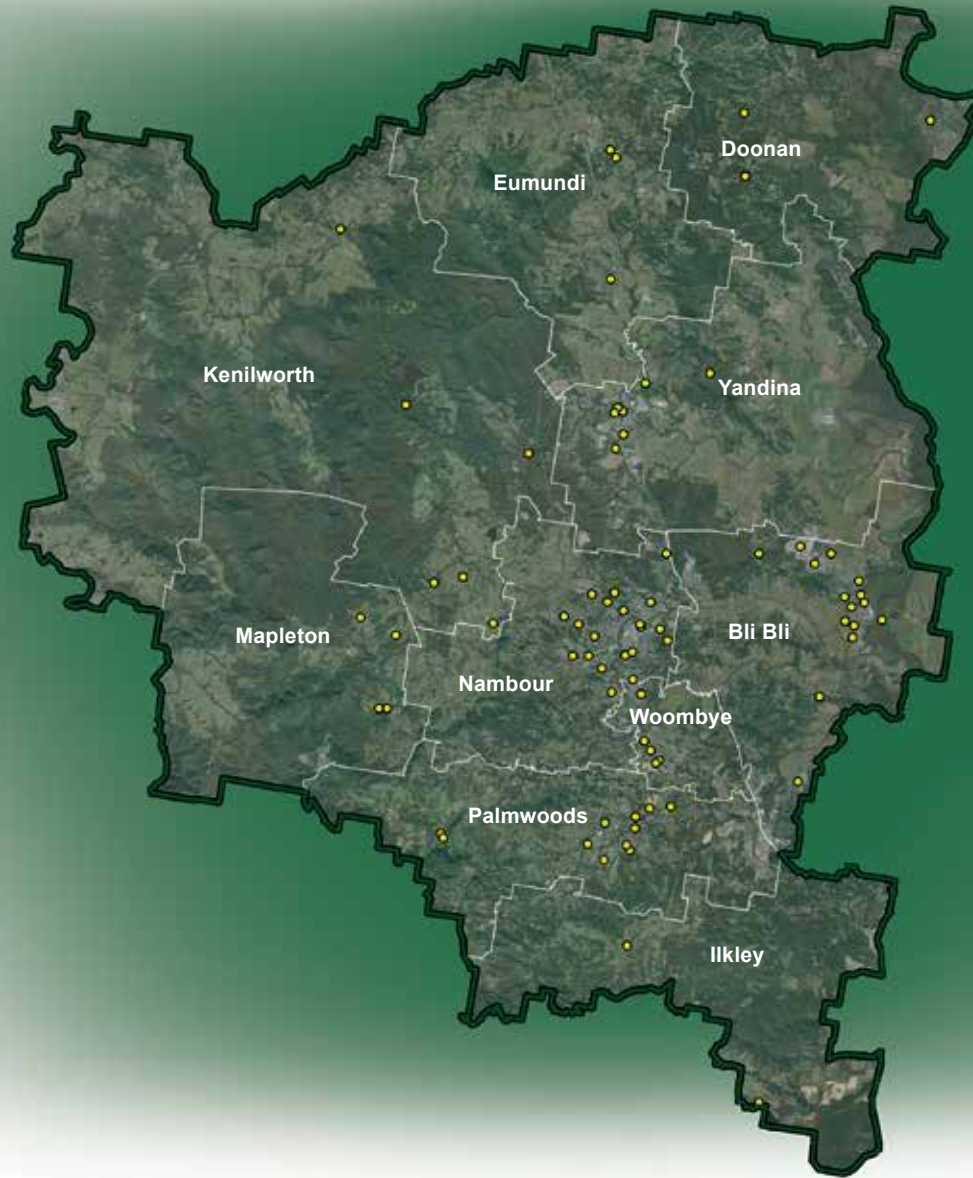 Doonan
Eumundi
Kenilworth
Yandina
Mapleton
Bli Bli
Nambour
Woombye
Palmwoods
Ilkley